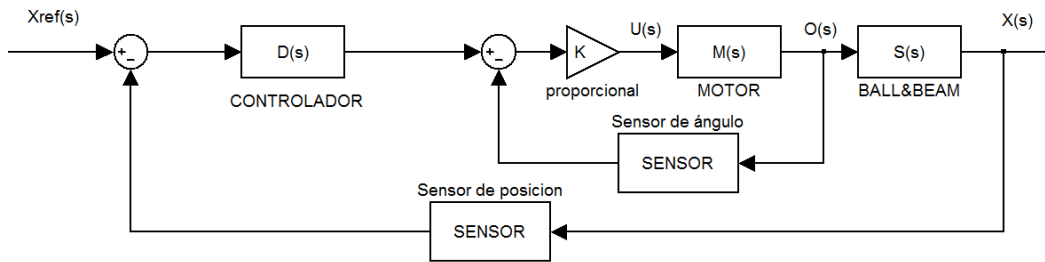 Xref(s)
+
−
D(s)
CONTROLADOR
+
−
K
proporcional
U(s)
M(s)
MOTOR
O(s)
S(s)
BALL&BEAM
X(s)
Sensor de ángulo
SENSOR
Sensor de posicion
SENSOR